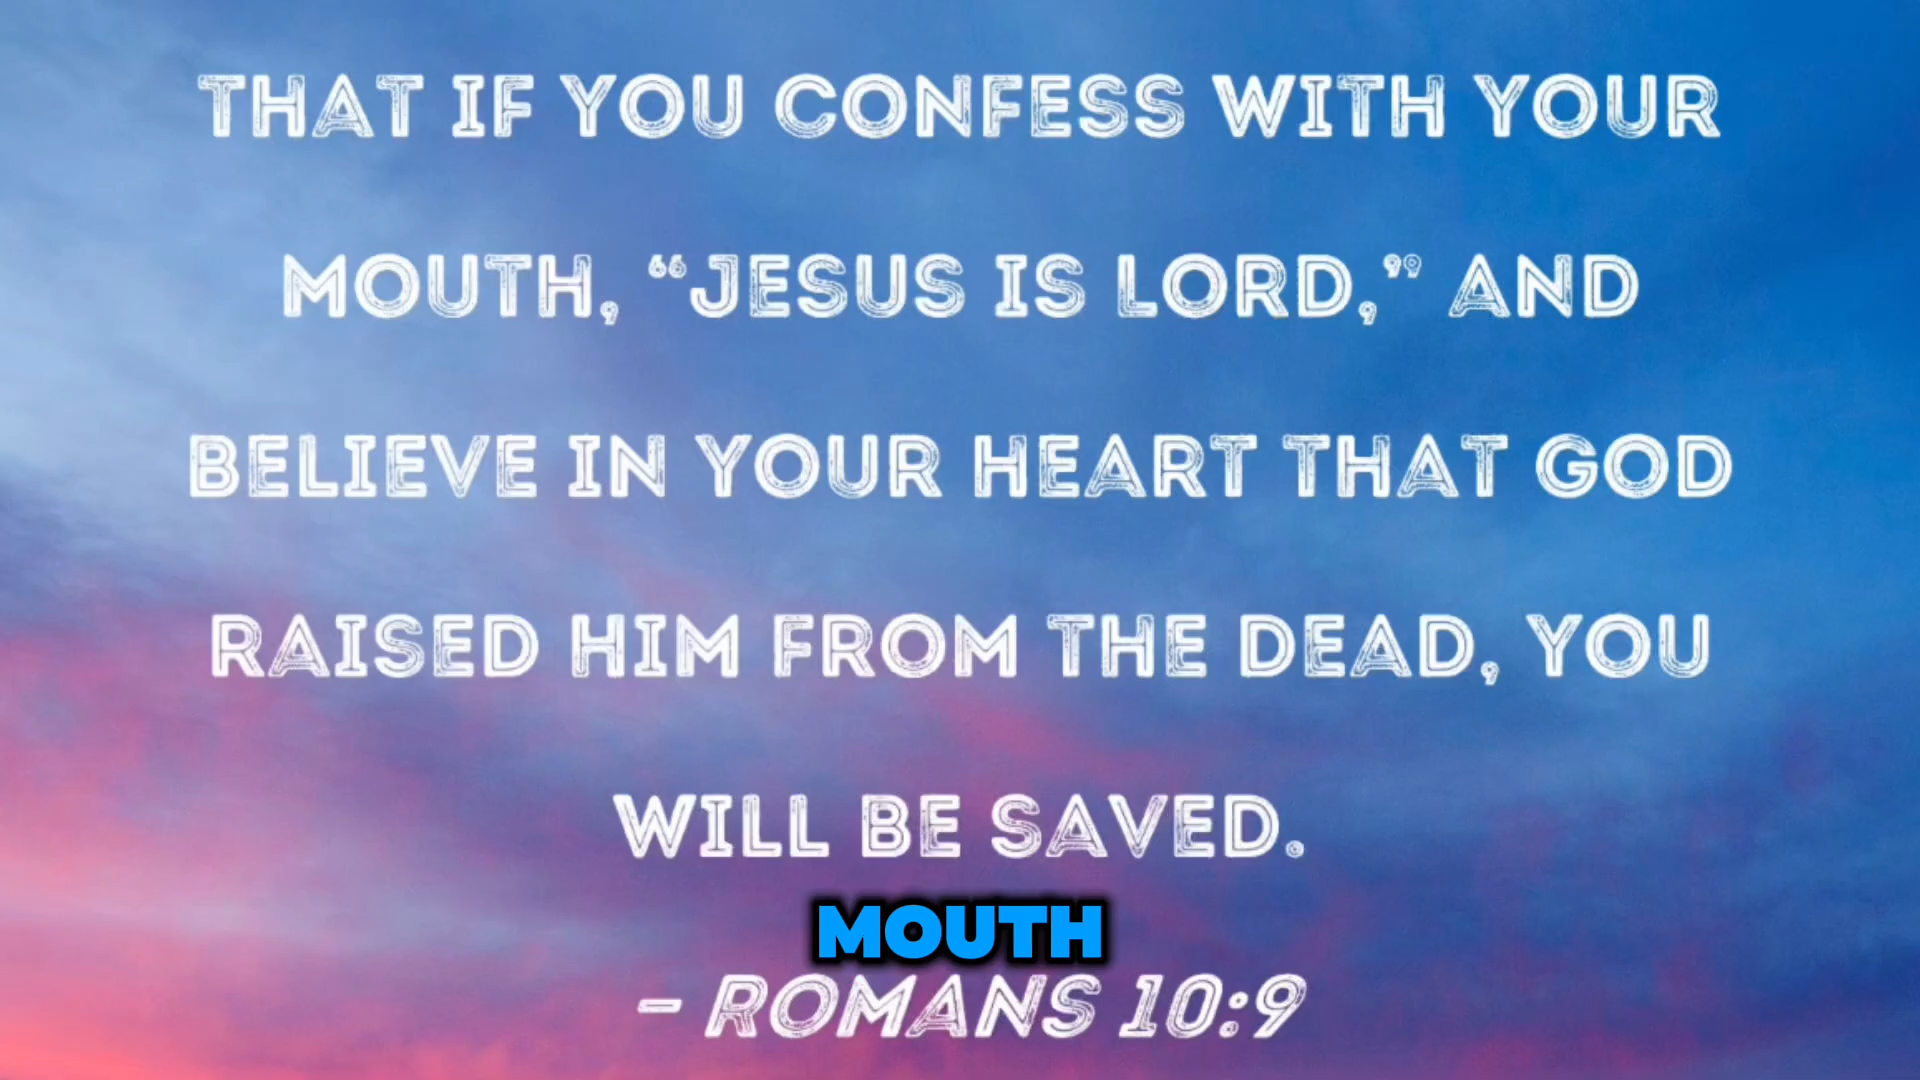 THAT IF YOU CONFESS WITH YOUR
MOUTH, “JESUS IS LORD,” AND
BELIEVE IN YOUR HEART THAT GOD
RAISED HIM FROM THE DEAD, YOU
WILL BE SAVED.
MOUTH
– ROMANS 10:9